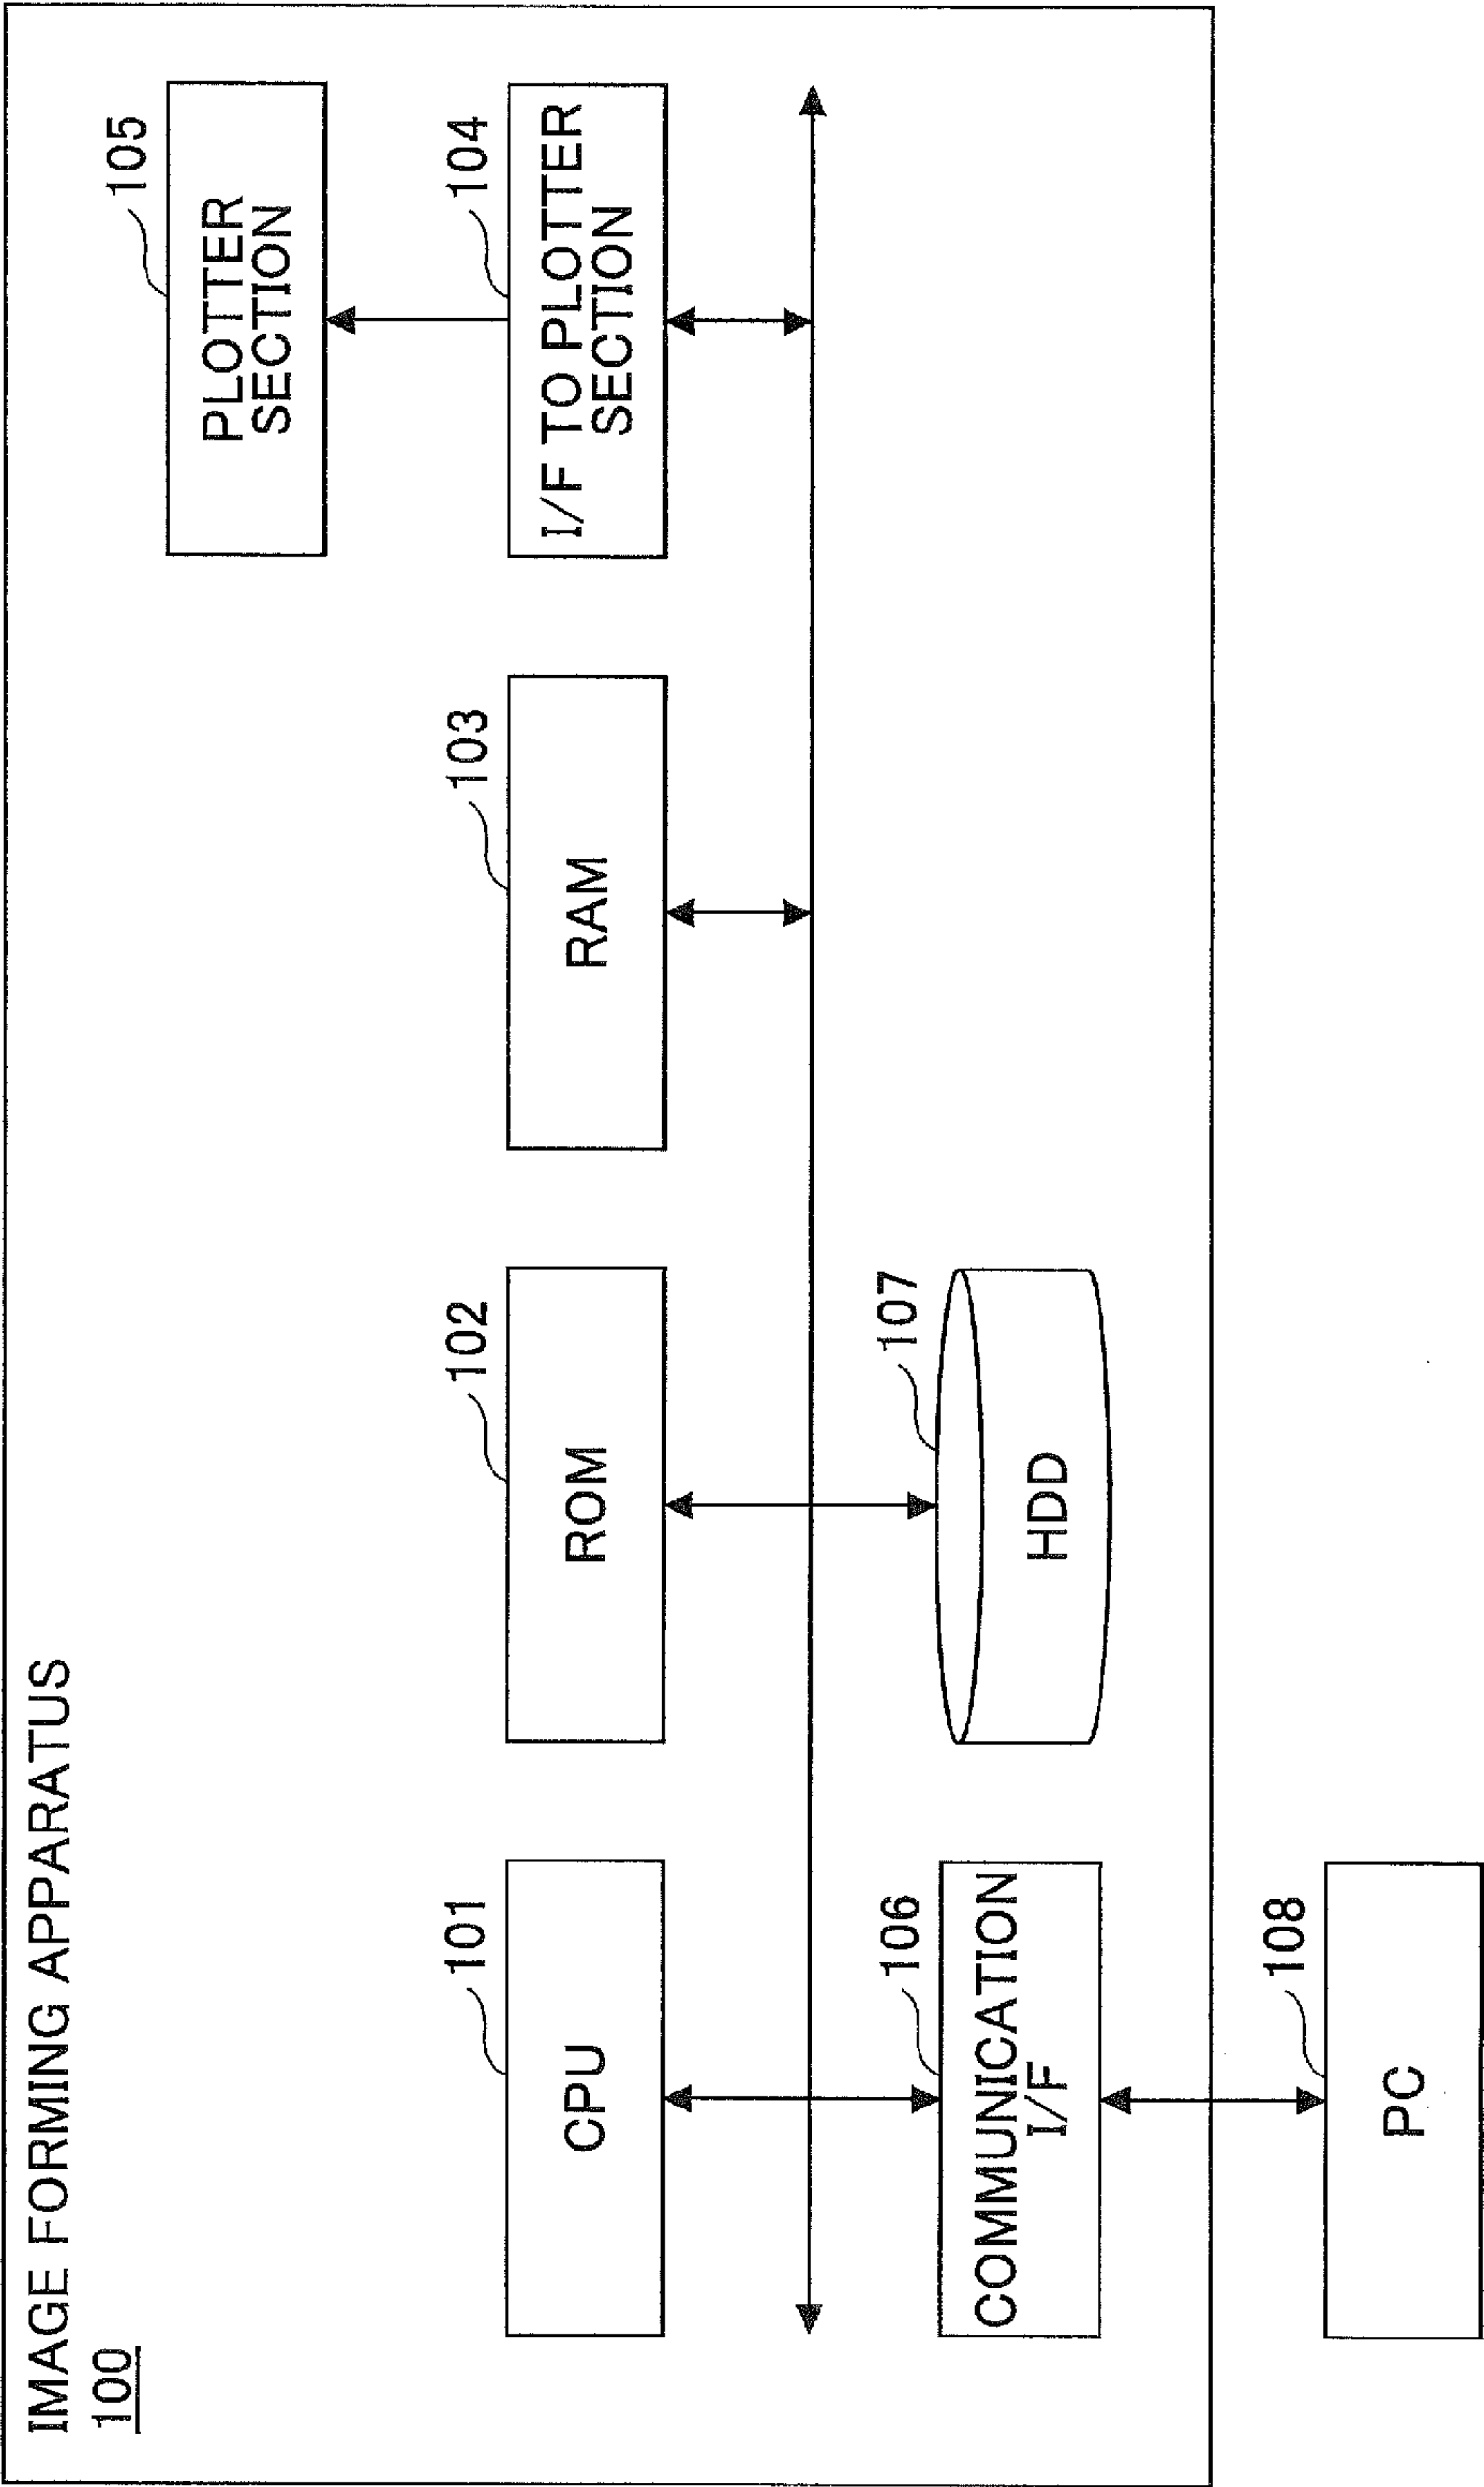 IMAGE FORMING APPARATUS
100
105
PLOTTER
SECTION
101
CPU
102
ROM
103
RAM
104
I/F TO PLOTTER
SECTION
106
COMMUNICATION
I/F
107
HDD
108
PC